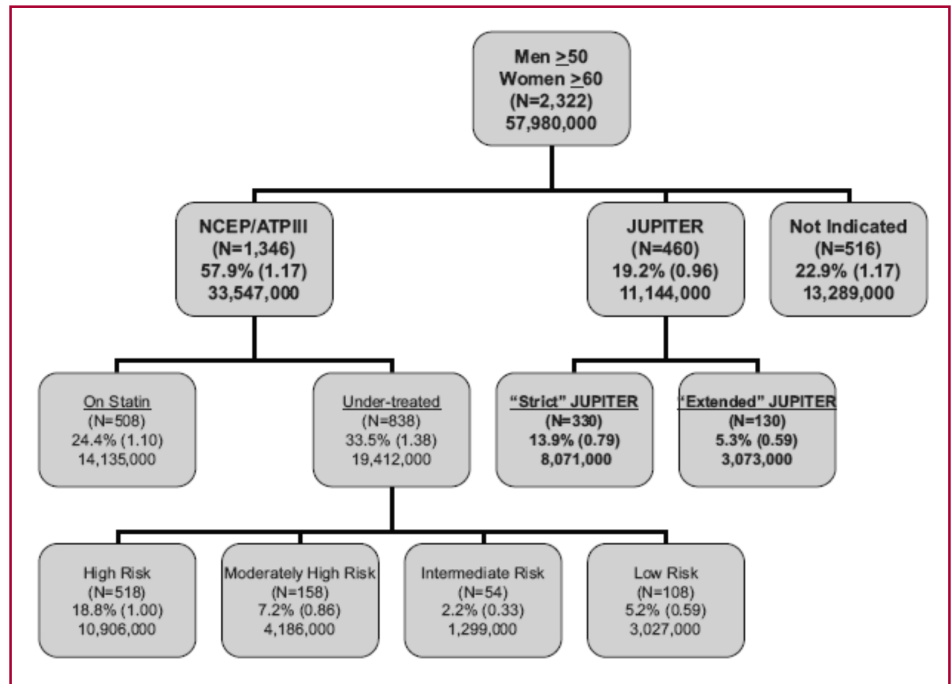 Men ≥50
Women ≥60
(N=2,322)
57,980,000
NCEP/ATPIII
(N=1,346)
57.9% (1.17)
33,547,000
JUPITER
(N=460)
19.2% (0.96)
11,144,000
Not Indicated
(N=516)
22.9% (1.17)
13,289,000
On Statin
(N=508)
24.4% (1.10)
14,135,000
Under-treated
(N=838)
33.5% (1.38)
19,412,000
"Strict" JUPITER
(N=330)
13.9% (0.79)
8,071,000
"Extended" JUPITER
(N=130)
5.3% (0.59)
3,073,000
High Risk
(N=518)
18.8% (1.00)
10,906,000
Moderately High Risk
(N=158)
7.2% (0.86)
4,186,000
Intermediate Risk
(N=54)
2.2% (0.33)
1,299,000
Low Risk
(N=108)
5.2% (0.59)
3,027,000